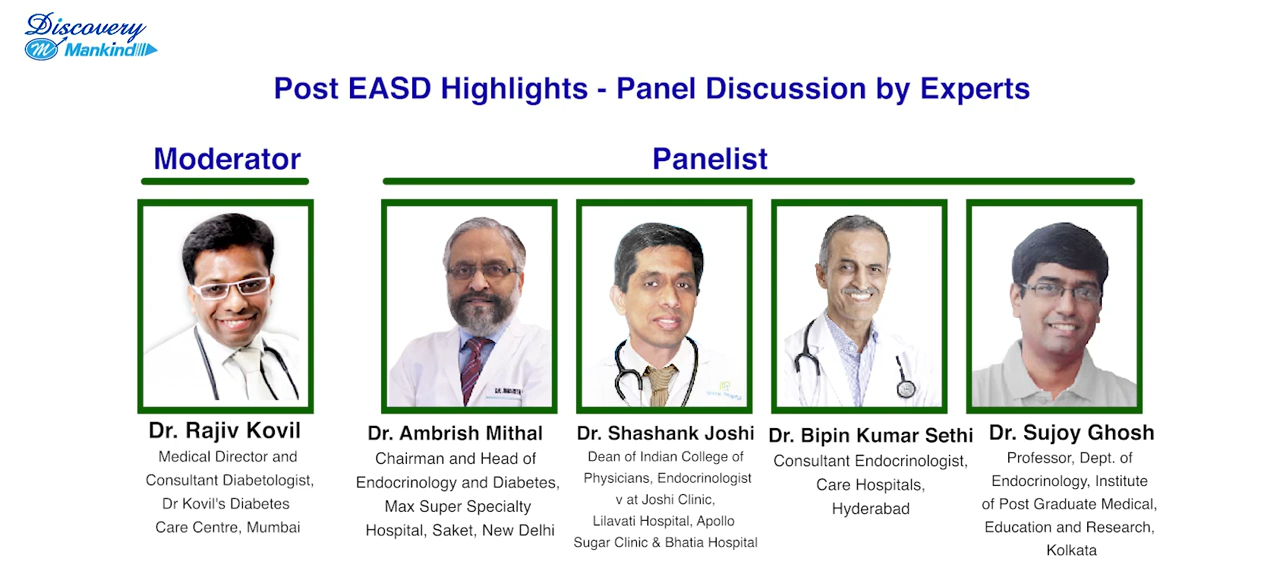 Discovery
M Mankind
Post EASD Highlights - Panel Discussion by Experts
Moderator
Panelist
Dr. Rajiv Kovil
Medical Director and
Consultant Diabetologist,
Dr Kovil's Diabetes
Care Centre, Mumbai
Dr. Ambrish Mithal
Chairman and Head of
Endocrinology and Diabetes,
Max Super Specialty
Hospital, Saket, New Delhi
Dr. Shashank Joshi
Dean of Indian College of
Physicians, Endocrinologist
v at Joshi Clinic,
Lilavati Hospital, Apollo
Sugar Clinic & Bhatia Hospital
Dr. Bipin Kumar Sethi
Consultant Endocrinologist,
Care Hospitals,
Hyderabad
Dr. Sujoy Ghosh
Professor, Dept. of
Endocrinology, Institute
of Post Graduate Medical,
Education and Research,
Kolkata